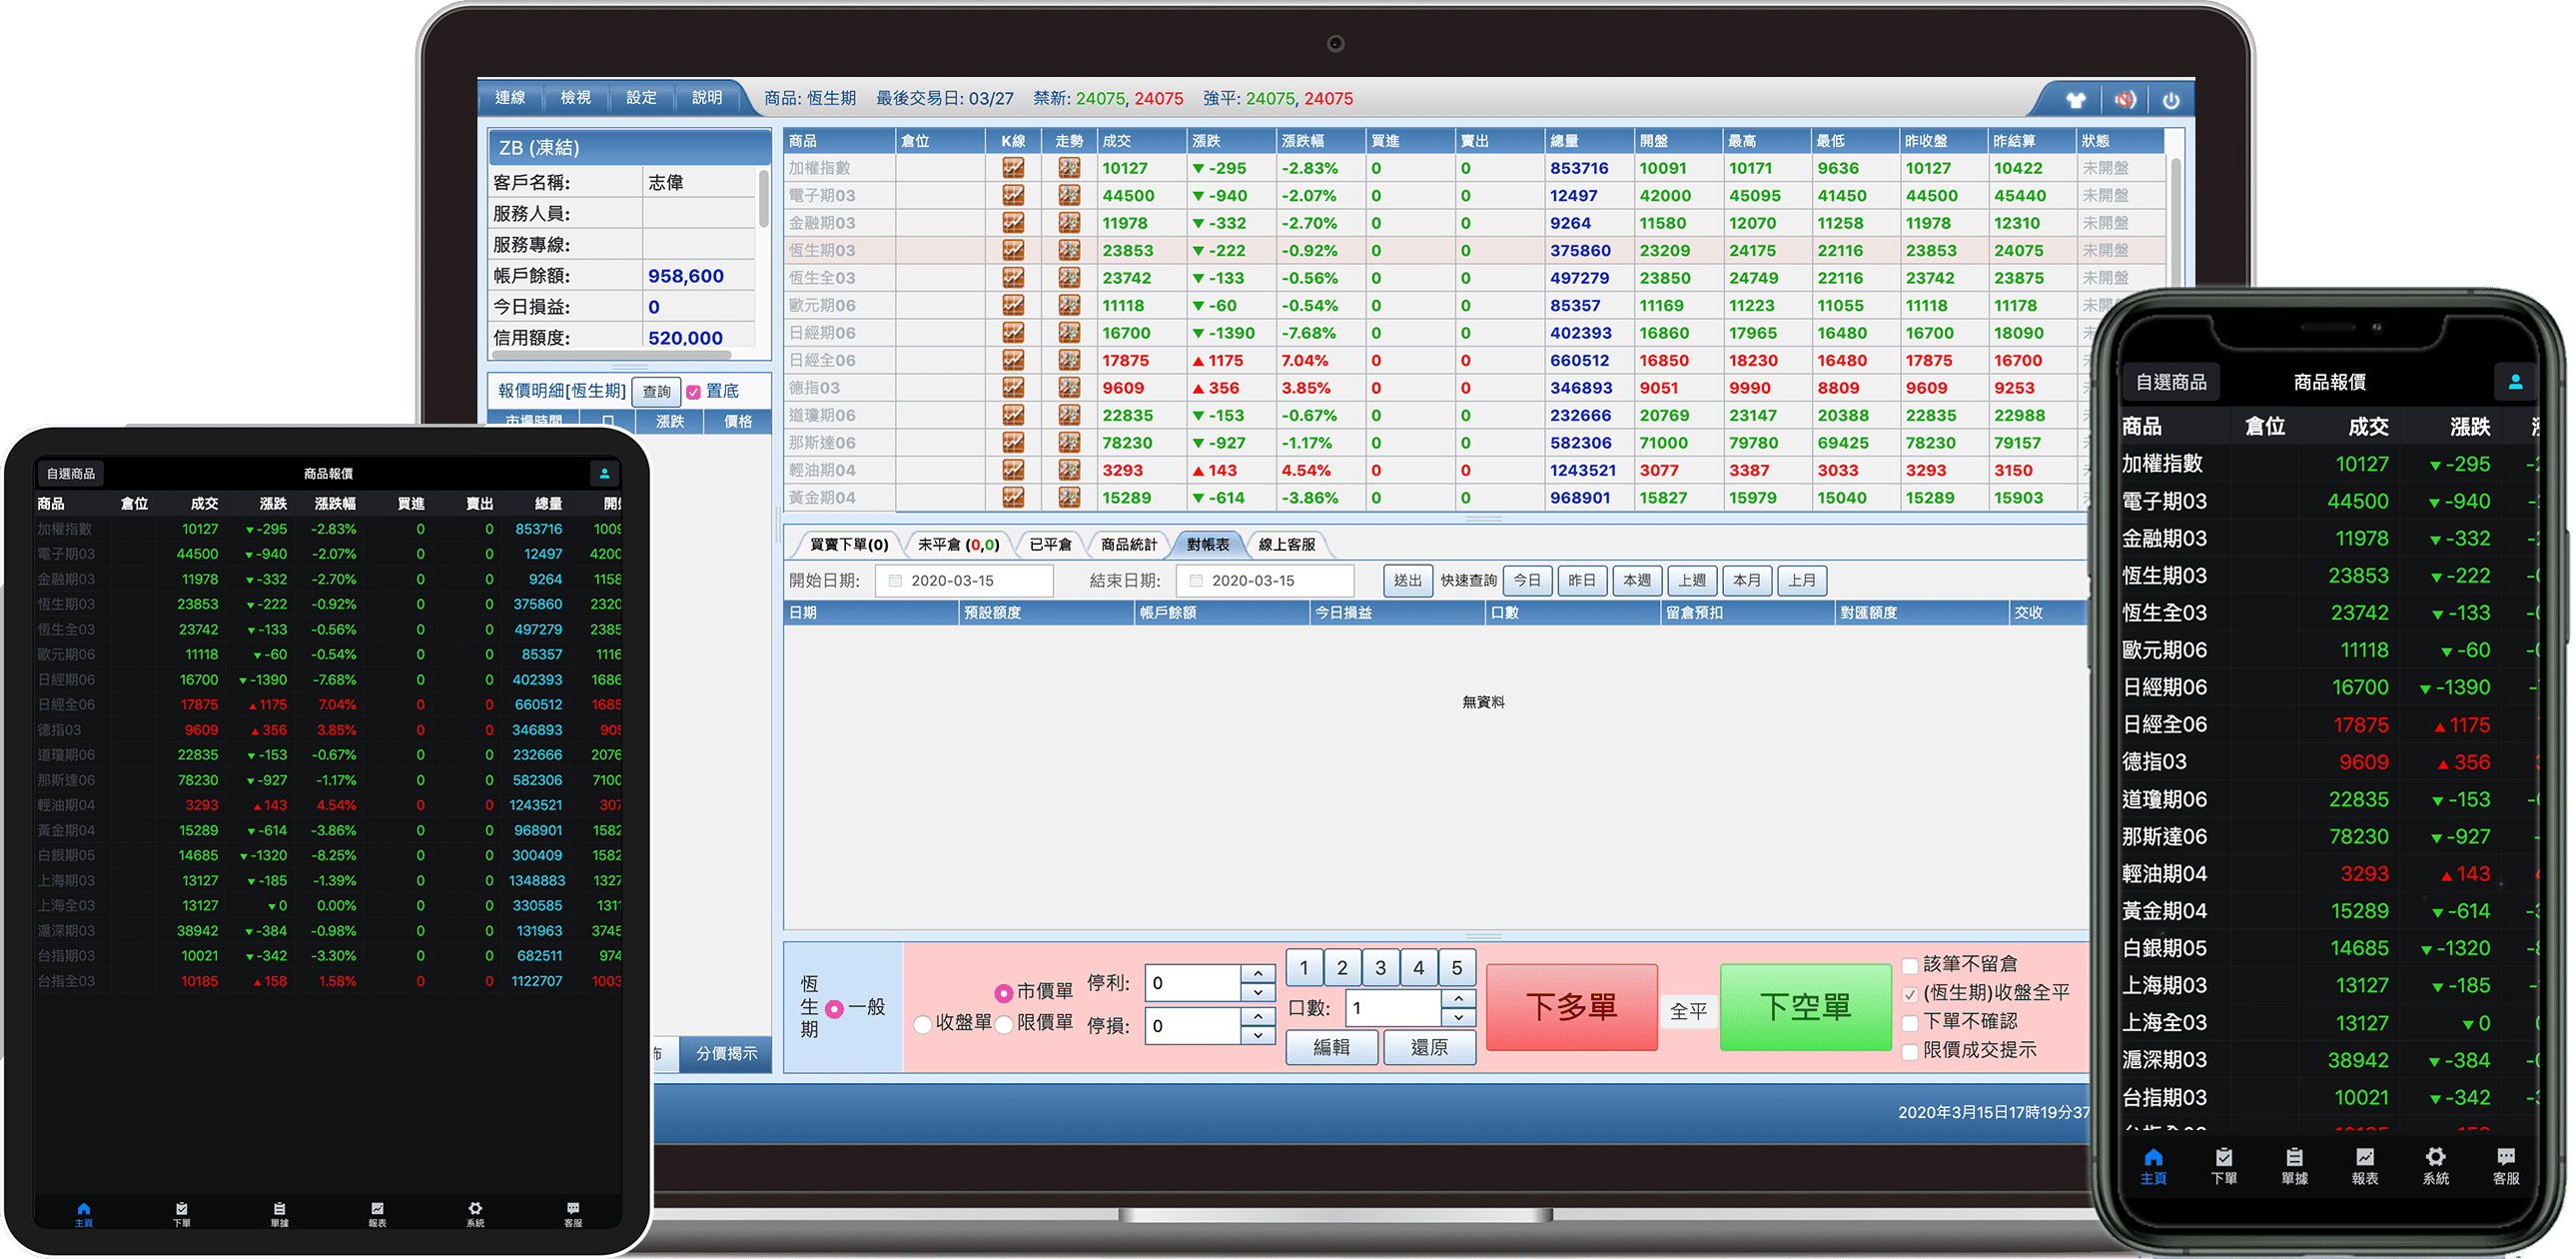 連線 檢視 設定 說明 商品: 恆生期 最後交易日: 03/27 禁新: 24075, 24075 強平: 24075, 24075
ZB (凍結)
客戶名稱: 志偉
服務人員:
服務專線:
帳戶餘額: 958,600
今日損益: 0
信用額度: 520,000
報價明細[恆生期] 查詢 置底
市場時間 口 漲跌 價格
分價揭示
商品 倉位 K線 走勢 成交 漲跌 漲跌幅 買進 賣出 總量 開盤 最高 最低 昨收盤 昨結算 狀態
加權指數 10127 ▼-295 -2.83% 0 0 853716 10091 10171 9636 10127 10422 未開盤
電子期03 44500 ▼-940 -2.07% 0 0 12497 42000 45095 41450 44500 45440 未開盤
金融期03 11978 ▼-332 -2.70% 0 0 9264 11580 12070 11258 11978 12310 未開盤
恆生期03 23853 ▼-222 -0.92% 0 0 375860 23209 24175 22116 23853 24075 未開盤
恆生全03 23742 ▼-133 -0.56% 0 0 497279 23850 24749 22116 23742 23875 未開盤
歐元期06 11118 ▼-60 -0.54% 0 0 85357 11169 11223 11055 11118 11178 未開
日經期06 16700 ▼-1390 -7.68% 0 0 402393 16860 17965 16480 16700 18090
日經全06 17875 ▲1175 7.04% 0 0 660512 16850 18230 16480 17875 16700
德指03 9609 ▲356 3.85% 0 0 346893 9051 9990 8809 9609 9253
道瓊期06 22835 ▼-153 -0.67% 0 0 232666 20769 23147 20388 22835 22988
那斯達06 78230 ▼-927 -1.17% 0 0 582306 71000 79780 69425 78230 79157
輕油期04 3293 ▲143 4.54% 0 0 1243521 3077 3387 3033 3293 3150
黃金期04 15289 ▼-614 -3.86% 0 0 968901 15827 15979 15040 15289 15903
買賣下單(0) 未平倉 (0,0) 已平倉 商品統計 對帳表 線上客服
開始日期: 2020-03-15 結束日期: 2020-03-15 送出 快速查詢 今日 昨日 本週 上週 本月 上月
日期 預設額度 帳戶餘額 今日損益 口數 留倉預扣 對匯額度 交收
無資料
恆生期 一般
市價單
收盤單 限價單
停利: 0
停損: 0
1 2 3 4 5
口數: 1
編輯 還原
下多單 全平 下空單
該筆不留倉
(恆生期)收盤全平
下單不確認
限價成交提示
2020年3月15日17時19分37
自選商品 商品報價
商品 倉位 成交 漲跌 漲跌幅 買進 賣出 總量 開
加權指數 10127 ▼-295 -2.83% 0 0 853716 1009
電子期03 44500 ▼-940 -2.07% 0 0 12497 4200
金融期03 11978 ▼-332 -2.70% 0 0 9264 1158
恆生期03 23853 ▼-222 -0.92% 0 0 375860 2320
恆生全03 23742 ▼-133 -0.56% 0 0 497279 2385
歐元期06 11118 ▼-60 -0.54% 0 0 85357 1116
日經期06 16700 ▼-1390 -7.68% 0 0 402393 1686
日經全06 17875 ▲1175 7.04% 0 0 660512 1685
德指03 9609 ▲356 3.85% 0 0 346893 905
道瓊期06 22835 ▼-153 -0.67% 0 0 232666 2076
那斯達06 78230 ▼-927 -1.17% 0 0 582306 7100
輕油期04 3293 ▲143 4.54% 0 0 1243521 307
黃金期04 15289 ▼-614 -3.86% 0 0 968901 1582
白銀期05 14685 ▼-1320 -8.25% 0 0 300409 1582
上海期03 13127 ▼-185 -1.39% 0 0 1348883 1327
上海全03 13127 ▼0 0.00% 0 0 330585 1311
滬深期03 38942 ▼-384 -0.98% 0 0 131963 3745
台指期03 10021 ▼-342 -3.30% 0 0 682511 974
台指全03 10185 ▲158 1.58% 0 0 1122707 1003
主頁 下單 單據 報表 系統 客服
自選商品 商品報價
商品 倉位 成交 漲跌
加權指數 10127 ▼-295
電子期03 44500 ▼-940
金融期03 11978 ▼-332
恆生期03 23853 ▼-222
恆生全03 23742 ▼-133
歐元期06 11118 ▼-60
日經期06 16700 ▼-1390
日經全06 17875 ▲1175
德指03 9609 ▲356
道瓊期06 22835 ▼-153
那斯達06 78230 ▼-927
輕油期04 3293 ▲143
黃金期04 15289 ▼-614
白銀期05 14685 ▼-1320
上海期03 13127 ▼-185
上海全03 13127 ▼0
滬深期03 38942 ▼-384
台指期03 10021 ▼-342
主頁 下單 單據 報表 系統 客服